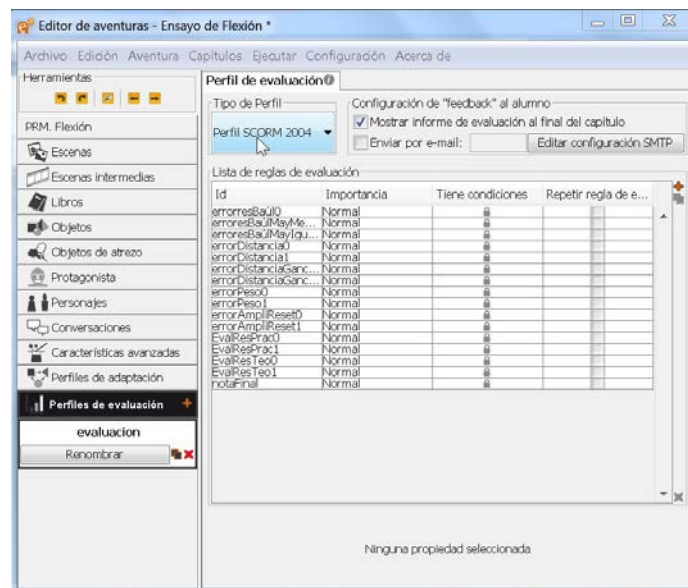 Editor de aventuras - Ensayo de Flexión *
Archivo Edición Aventura Capítulos Ejecutar Configuración Acerca de
Herramientas
PRM. Flexión
Escenas
Escenas intermedias
Libros
Objetos
Objetos de atrezo
Protagonista
Personajes
Conversaciones
Características avanzadas
Perfiles de adaptación
Perfiles de evaluación
evaluacion
Renombrar
Perfil de evaluación
Tipo de Perfil
Perfil SCORM 2004
Configuración de "feedback" al alumno
Mostrar informe de evaluación al final del capítulo
Enviar por e-mail: Editar configuración SMTP
Lista de reglas de evaluación
Id Importancia Tiene condiciones Repetir regla de e...
errorresBaúl0 Normal
erroresBaúlMayMe... Normal
erroresBaúlMayIgu... Normal
errorDistancia0 Normal
errorDistancia1 Normal
errorDistanciaGanc... Normal
errorDistanciaGanc... Normal
errorPeso0 Normal
errorPeso1 Normal
errorAmpliReset0 Normal
errorAmpliReset1 Normal
EvalResPrac0 Normal
EvalResPrac1 Normal
EvalResTeo0 Normal
EvalResTeo1 Normal
notaFinal Normal
Ninguna propiedad seleccionada